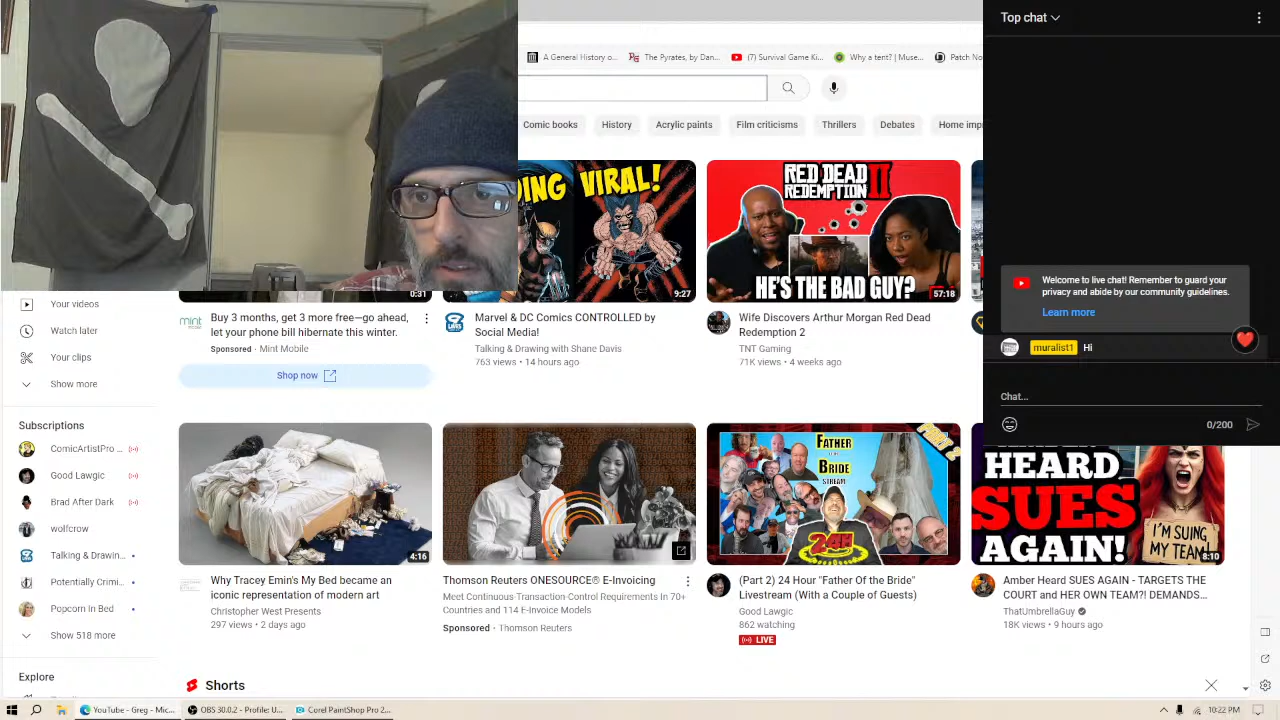 Top chat
A General History o...
The Pyrates, by Dan...
(7) Survival Game Ki...
Why a tent? | Muse...
Patch No
Comic books
History
Acrylic paints
Film criticisms
Thrillers
Debates
Home imp
ING VIRAL!
9:27
RED DEAD
REDEMPTION II
HE'S THE BAD GUY?
57:18
0:31
Welcome to live chat! Remember to guard your
privacy and abide by our community guidelines.
Learn more
muralist1 Hi
Chat...
0/200
Your videos
Watch later
Your clips
Show more
Subscriptions
ComicArtistPro ...
Good Lawgic
Brad After Dark
wolfcrow
Talking & Drawin...
Potentially Crimi...
Popcorn In Bed
Show 518 more
Explore
mint
Buy 3 months, get 3 more free—go ahead,
let your phone bill hibernate this winter.
Sponsored · Mint Mobile
Shop now
Marvel & DC Comics CONTROLLED by
Social Media!
Talking & Drawing with Shane Davis
763 views · 14 hours ago
Wife Discovers Arthur Morgan Red Dead
Redemption 2
TNT Gaming
71K views · 4 weeks ago
4:16
Why Tracey Emin's My Bed became an
iconic representation of modern art
Christopher West Presents
297 views · 2 days ago
Thomson Reuters ONESOURCE® E-Invoicing
Meet Continuous-Transaction-Control Requirements In 70+
Countries and 114 E-Invoice Models
Sponsored · Thomson Reuters
FATHER
BRIDE
STREAM
24H
(Part 2) 24 Hour "Father Of the bride"
Livestream (With a Couple of Guests)
Good Lawgic
862 watching
LIVE
HEARD
SUES
AGAIN!
I'M SUING
MY TEAM
8:10
Amber Heard SUES AGAIN - TARGETS THE
COURT and HER OWN TEAM?! DEMANDS...
ThatUmbrellaGuy
18K views · 9 hours ago
Shorts
YouTube - Greg - Mic...
OBS 30.0.2 - Profile: U...
Corel PaintShop Pro 2...
10:22 PM